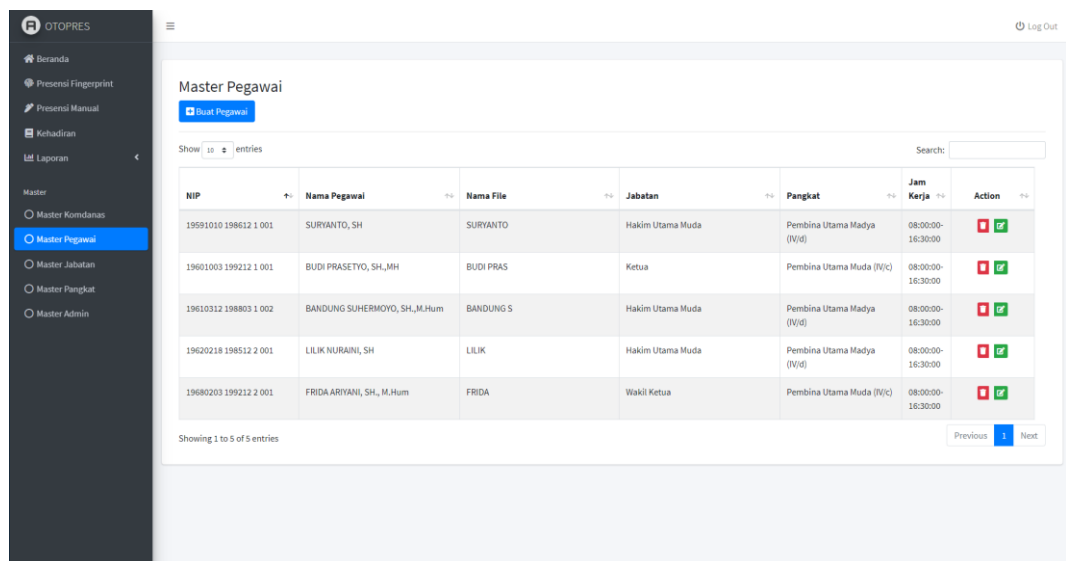 OTOPRES
Log Out
Beranda
Presensi Fingerprint
Presensi Manual
Kehadiran
Laporan
Master
Master Komdanas
Master Pegawai
Master Jabatan
Master Pangkat
Master Admin
Master Pegawai
Buat Pegawai
Show 10 entries
Search:
NIP Nama Pegawai Nama File Jabatan Pangkat Jam Kerja Action
19591010 198612 1 001 SURYANTO, SH SURYANTO Hakim Utama Muda Pembina Utama Madya (IV/d) 08:00:00-16:30:00
19601003 199212 1 001 BUDI PRASETYO, SH.,MH BUDI PRAS Ketua Pembina Utama Muda (IV/c) 08:00:00-16:30:00
19610312 198803 1 002 BANDUNG SUHERMOYO, SH.,M.Hum BANDUNG S Hakim Utama Muda Pembina Utama Madya (IV/d) 08:00:00-16:30:00
19620218 198512 2 001 LILIK NURAINI, SH LILIK Hakim Utama Muda Pembina Utama Madya (IV/d) 08:00:00-16:30:00
19680203 199212 2 001 FRIDA ARIYANI, SH., M.Hum FRIDA Wakil Ketua Pembina Utama Muda (IV/c) 08:00:00-16:30:00
Showing 1 to 5 of 5 entries
Previous 1 Next